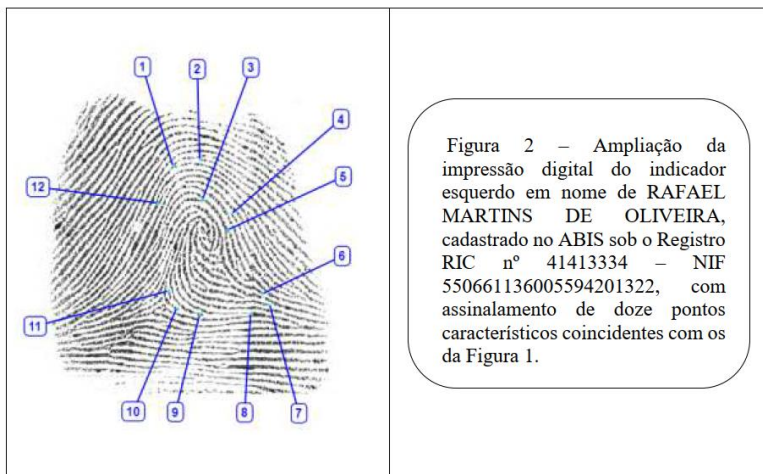 1
2
3
4
5
6
7
8
9
10
11
12
Figura 2 – Ampliação da
impressão digital do indicador
esquerdo em nome de RAFAEL
MARTINS DE OLIVEIRA,
cadastrado no ABIS sob o Registro
RIC nº 41413334 – NIF
550661136005594201322, com
assinalamento de doze pontos
característicos coincidentes com os
da Figura 1.